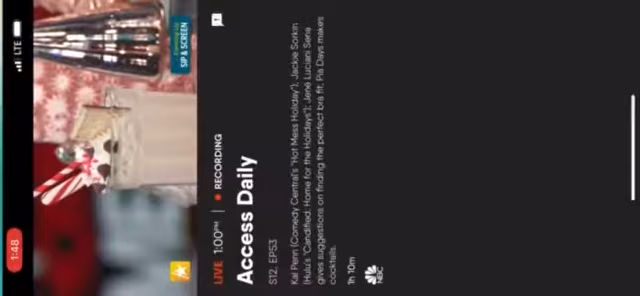 1:48
LTE
Coming Up
SIP & SCREEN
LIVE 1:00PM | RECORDING
Access Daily
S12, EP53
Kal Penn (Comedy Central's "Hot Mess Holiday"); Jackie Sorkin
(Hulu's "Candified: Home for the Holidays"); Jené Luciani Sena
gives suggestions on finding the perfect bra fit; Pia Days makes
cocktails.
1h 10m
NBC